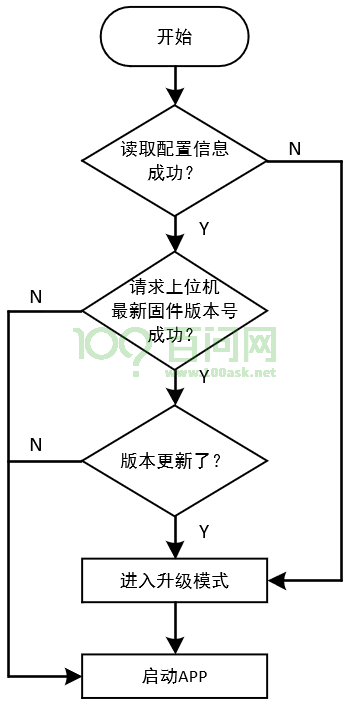 开始
读取配置信息
成功？
N
Y
请求上位机
最新固件版本号
成功？
N
100问 百问网
www.100ask.net
Y
版本更新了？
N
Y
进入升级模式
启动APP